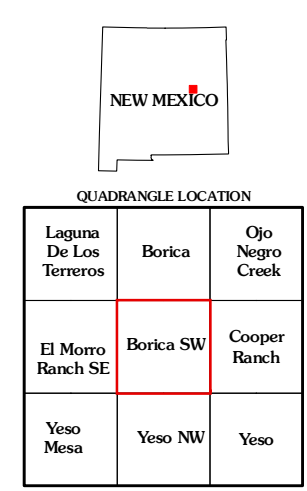 NEW MEXICO
QUADRANGLE LOCATION
Laguna
De Los
Terreros
Borica
Ojo
Negro
Creek
El Morro
Ranch SE
Borica SW
Cooper
Ranch
Yeso
Mesa
Yeso NW
Yeso